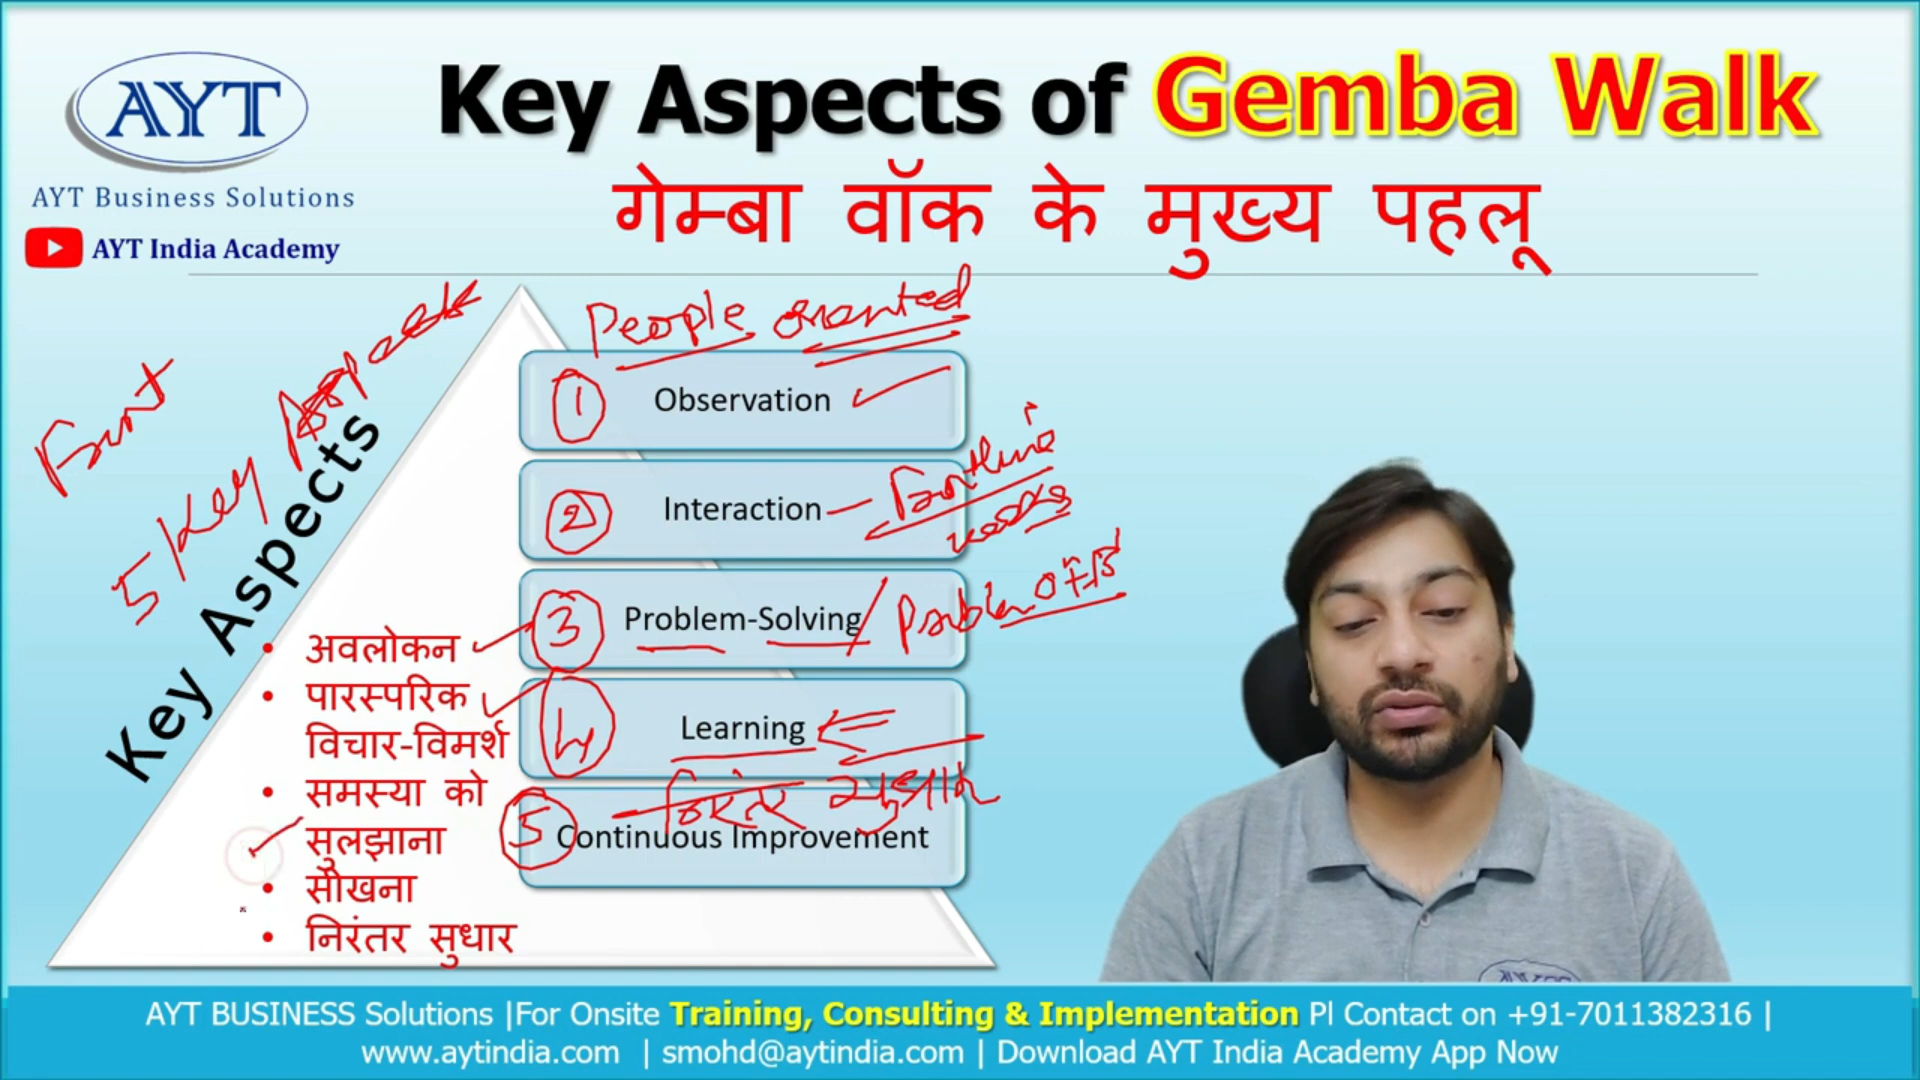 AYT
Key Aspects of Gemba Walk
गेम्बा वॉक के मुख्य पहलू
AYT Business Solutions
AYT India Academy
People oriented
5 Key Aspects
Key Aspects
1 Observation
2 Interaction
Frontline
3 Problem-Solving
4 Learning
निरंतर
5 Continuous Improvement
• अवलोकन
• पारस्परिक
विचार-विमर्श
• समस्या को
सुलझाना
• सीखना
• निरंतर सुधार
AYT BUSINESS Solutions |For Onsite Training, Consulting & Implementation Pl Contact on +91-7011382316 |
www.aytindia.com | smohd@aytindia.com | Download AYT India Academy App Now